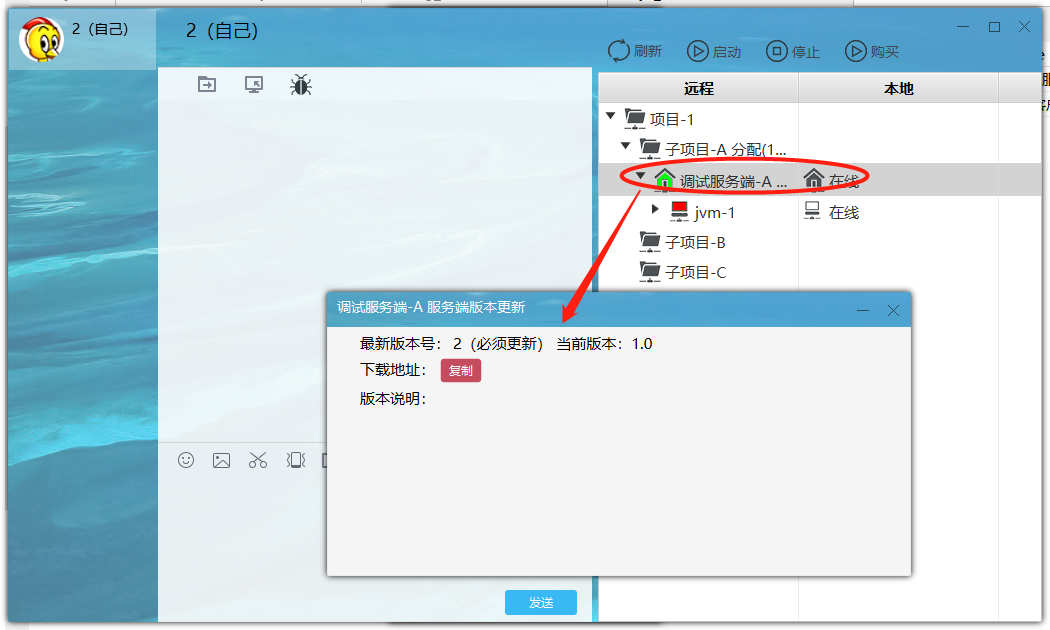 2（自己）
2（自己）
刷新 启动 停止 购买
远程 本地
项目-1
子项目-A 分配(1...
调试服务端-A ... 在线
jvm-1 在线
子项目-B
子项目-C
调试服务端-A 服务端版本更新
最新版本号： 2（必须更新） 当前版本：1.0
下载地址： 复制
版本说明：
发送